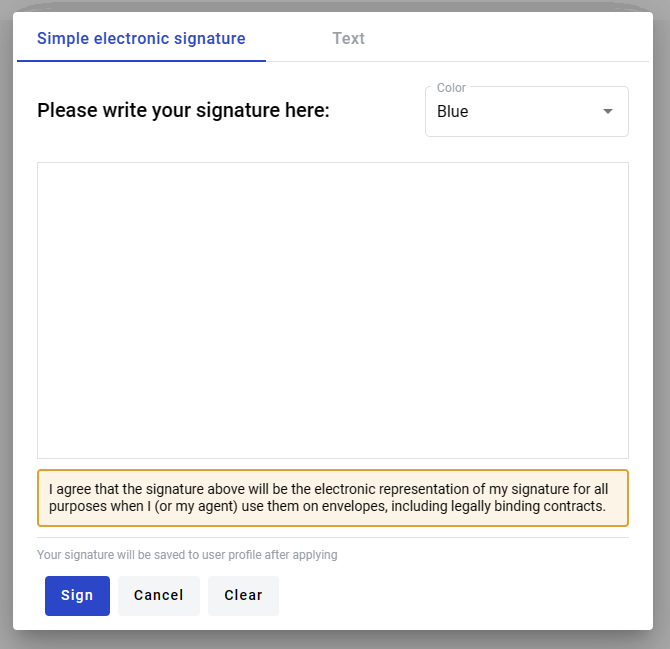 Simple electronic signature Text
Color
Please write your signature here: Blue
I agree that the signature above will be the electronic representation of my signature for all
purposes when I (or my agent) use them on envelopes, including legally binding contracts.
Your signature will be saved to user profile after applying
Sign Cancel Clear